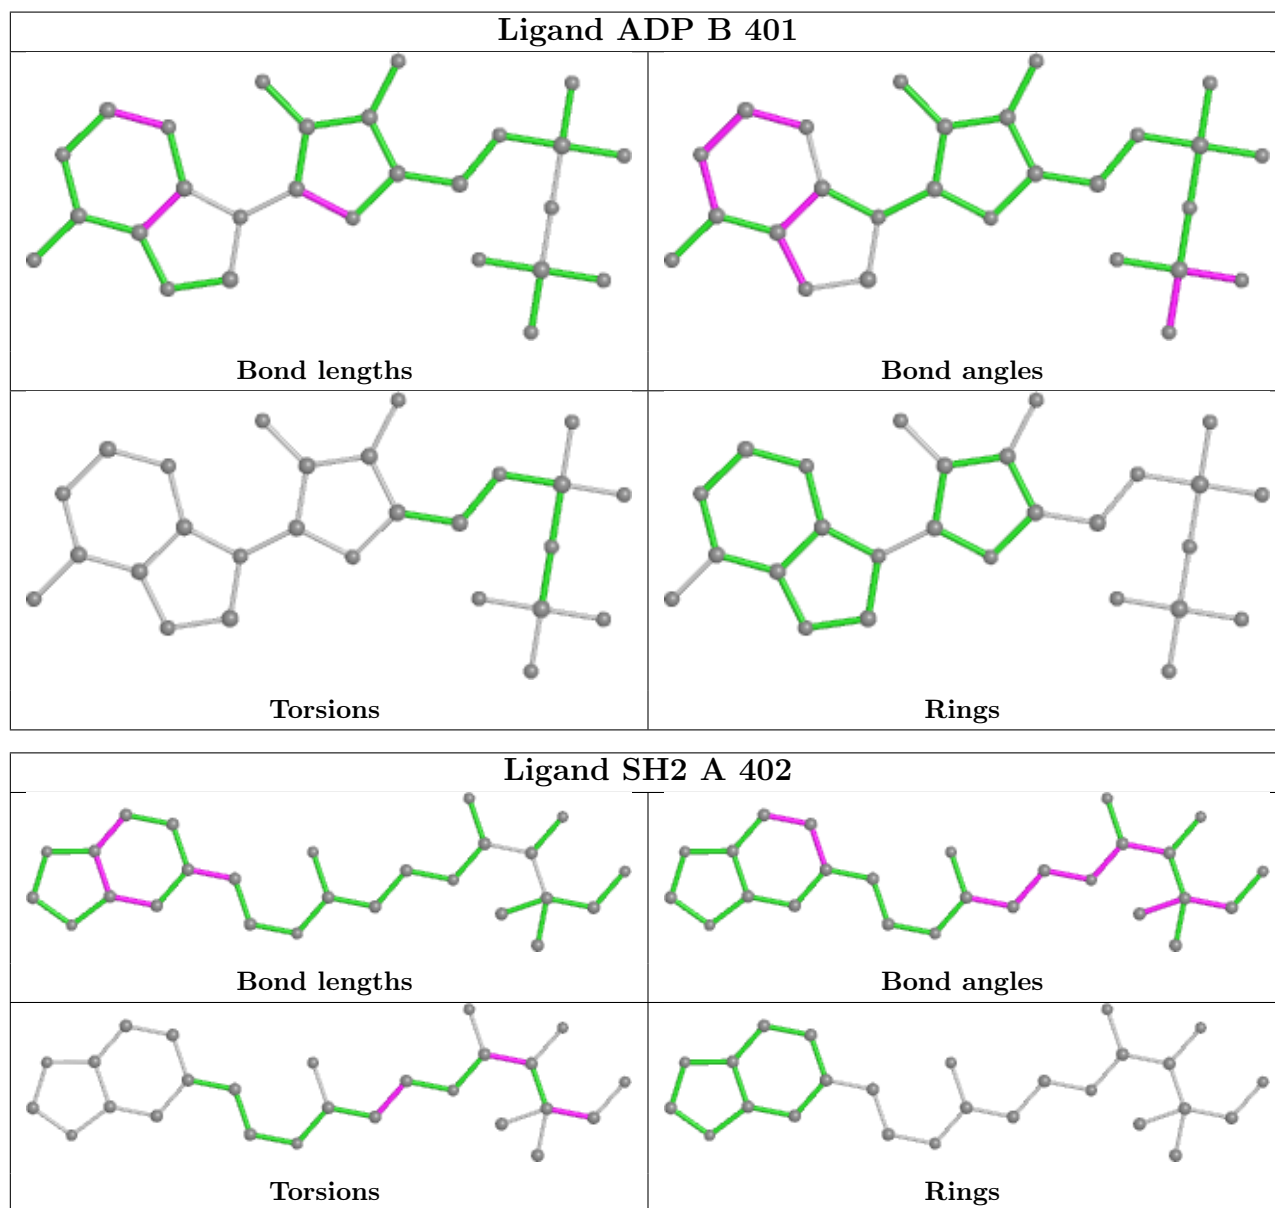 Ligand ADP B 401
Bond lengths
Bond angles
Torsions
Rings
Ligand SH2 A 402
Bond lengths
Bond angles
Torsions
Rings